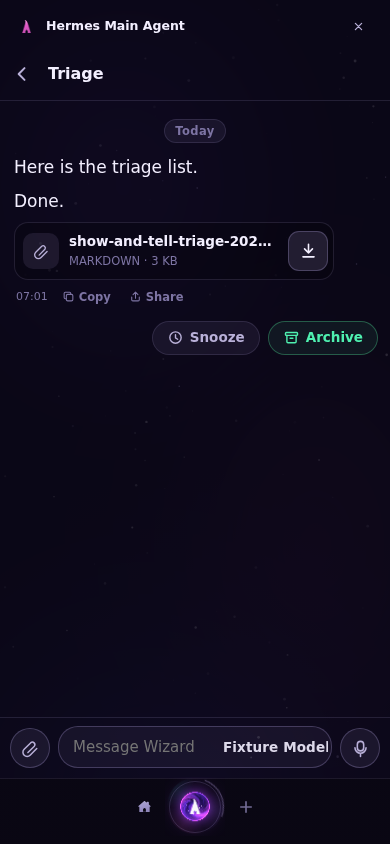 Hermes Main Agent
Triage
Today
Here is the triage list.
Done.
show-and-tell-triage-202...
MARKDOWN · 3 KB
07:01 Copy Share
Snooze Archive
Message Wizard Fixture Model